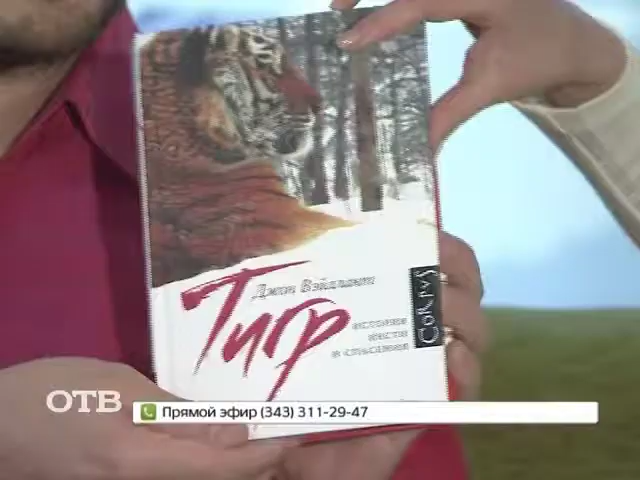 Джон Вэйллант
Тигр
история
мести
и спасения
CORPUS
ОТВ
Прямой эфир (343) 311-29-47